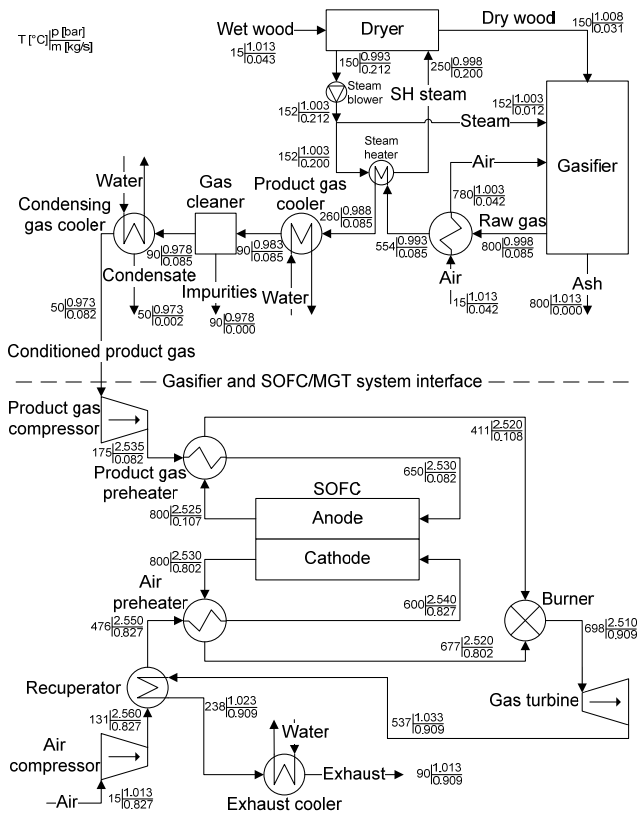 T [°C] p [bar]
m [kg/s]
Wet wood
15 1.013
0.043
Dryer
Dry wood
150 1.008
0.031
150 0.993
0.212
250 0.998
0.200
Steam
blower
SH steam
152 1.003
0.212
152 1.003
0.012
Steam
152 1.003
0.200
Steam
heater
Air
Gasifier
780 1.003
0.042
Water
Condensing
gas cooler
Gas
cleaner
Product gas
cooler
260 0.988
0.085
554 0.993
0.085
Raw gas
800 0.998
0.085
90 0.978
0.085
90 0.983
0.085
Condensate
50 0.973
0.002
Impurities
90 0.978
0.000
Water
Air
15 1.013
0.042
Ash
800 1.013
0.000
50 0.973
0.082
Conditioned product gas
Gasifier and SOFC/MGT system interface
Product gas
compressor
175 2.535
0.082
Product gas
preheater
411 2.520
0.108
650 2.530
0.082
SOFC
Anode
Cathode
800 2.525
0.107
800 2.530
0.802
Air
preheater
600 2.540
0.827
476 2.550
0.827
677 2.520
0.802
Burner
698 2.510
0.909
Recuperator
238 1.023
0.909
Gas turbine
537 1.033
0.909
131 2.560
0.827
Air
compressor
Water
Exhaust
90 1.013
0.909
Air
15 1.013
0.827
Exhaust cooler